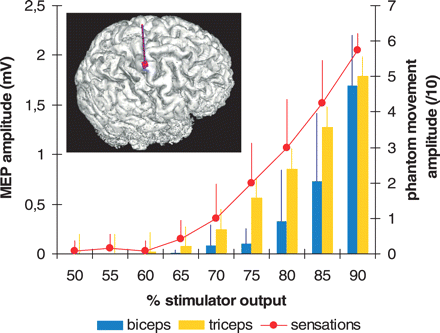 MEP amplitude (mV)
2,5
2
1,5
1
0,5
0
phantom movement
amplitude (/10)
7
6
5
4
3
2
1
0
50 55 60 65 70 75 80 85 90
% stimulator output
biceps triceps sensations